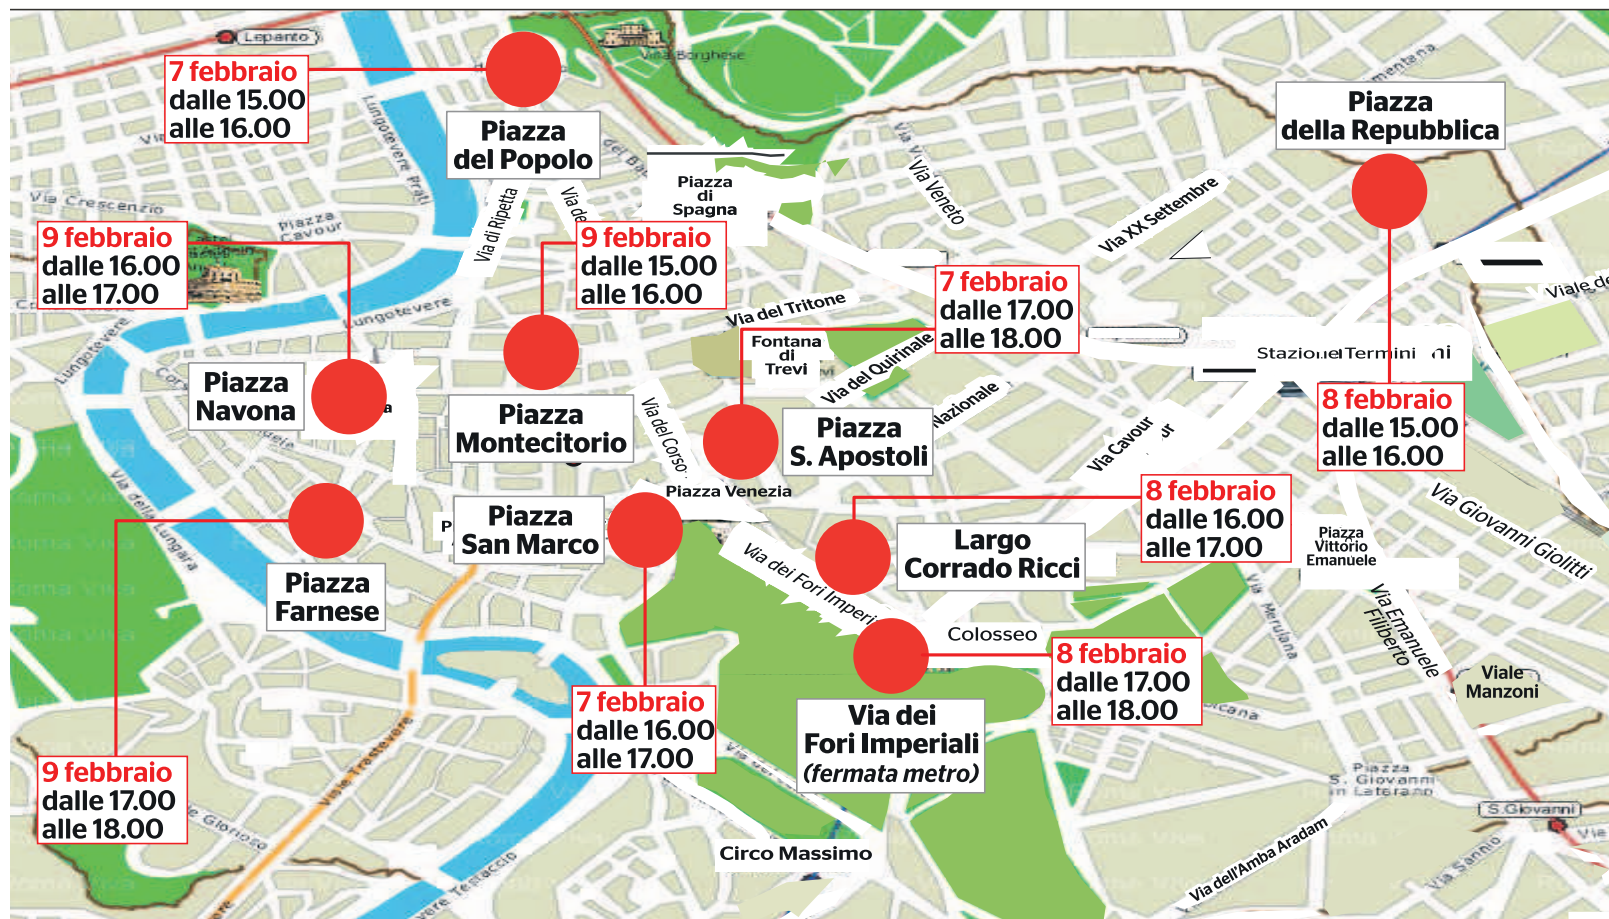 Lepanto
Villa Borghese
7 febbraio
dalle 15.00
alle 16.00
Piazza
del Popolo
Piazza
della Repubblica
Lungotevere Prati
Via Crescenzio
Piazza
Cavour
Via di Ripetta
Piazza
di
Spagna
Via Veneto
Via XX Settembre
9 febbraio
dalle 16.00
alle 17.00
9 febbraio
dalle 15.00
alle 16.00
7 febbraio
dalle 17.00
alle 18.00
Lungotevere
Lungotevere
Via del Tritone
Fontana
di
Trevi
Via del Quirinale
Nazionale
Stazione Termini
Piazza
Navona
Piazza
Montecitorio
Via del Corso
Piazza
S. Apostoli
Via Cavour
8 febbraio
dalle 15.00
alle 16.00
Via della Lungara
Piazza Venezia
8 febbraio
dalle 16.00
alle 17.00
Via Giovanni Giolitti
Piazza
San Marco
Via dei Fori Imperi
Largo
Corrado Ricci
Piazza
Vittorio
Emanuele
Piazza
Farnese
Colosseo
Via Merulana
Via Emanuele
Filiberto
Viale
Manzoni
8 febbraio
dalle 17.00
alle 18.00
7 febbraio
dalle 16.00
alle 17.00
Via dei
Fori Imperiali
(fermata metro)
9 febbraio
dalle 17.00
alle 18.00
Viale Trastevere
Piazza
S. Giovanni
in Laterano
S.Giovanni
Circo Massimo
Via dell'Amba Aradam
Via Sannio